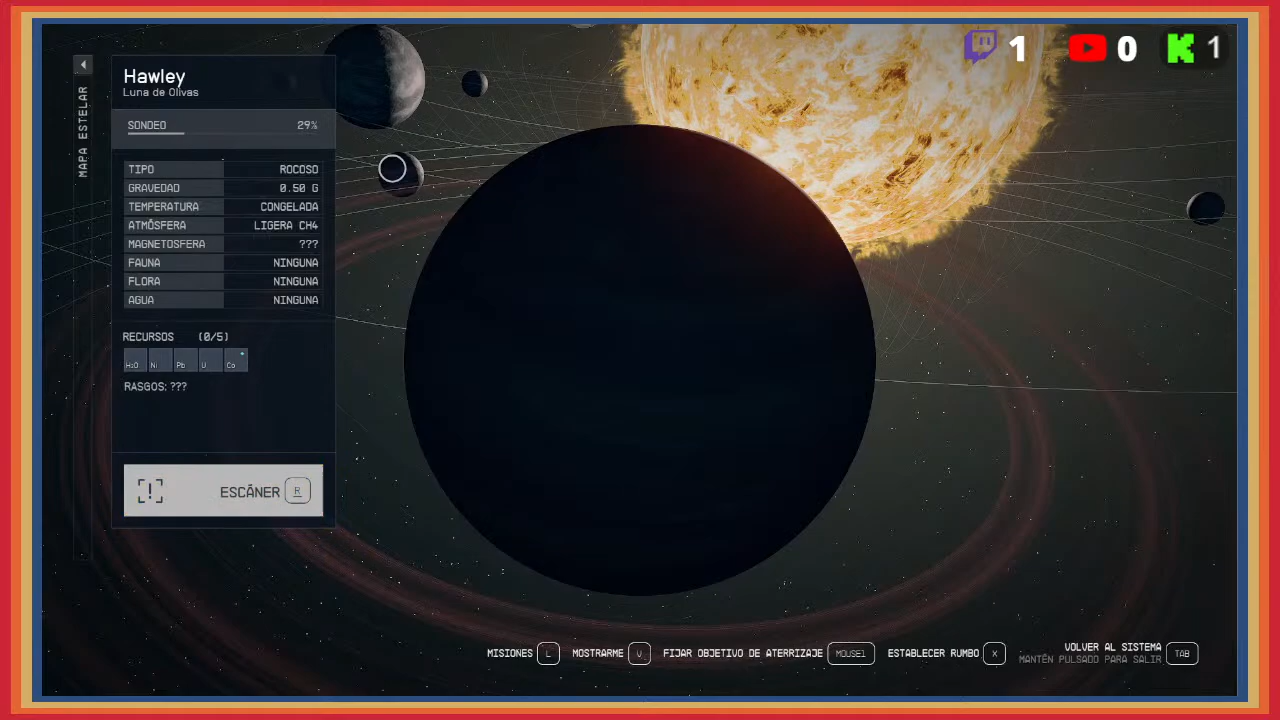 1
0
1
MAPA ESTELAR
Hawley
Luna de Olivas
SONDEO 29%
TIPO ROCOSO
GRAVEDAD 0.50 G
TEMPERATURA CONGELADA
ATMÓSFERA LIGERA CH4
MAGNETOSFERA ???
FAUNA NINGUNA
FLORA NINGUNA
AGUA NINGUNA
RECURSOS (0/5)
H2O Ni Pb U Co
RASGOS: ???
ESCÁNER R
MISIONES L MOSTRARME V FIJAR OBJETIVO DE ATERRIZAJE MOUSE1 ESTABLECER RUMBO X VOLVER AL SISTEMA TAB
MANTÉN PULSADO PARA SALIR